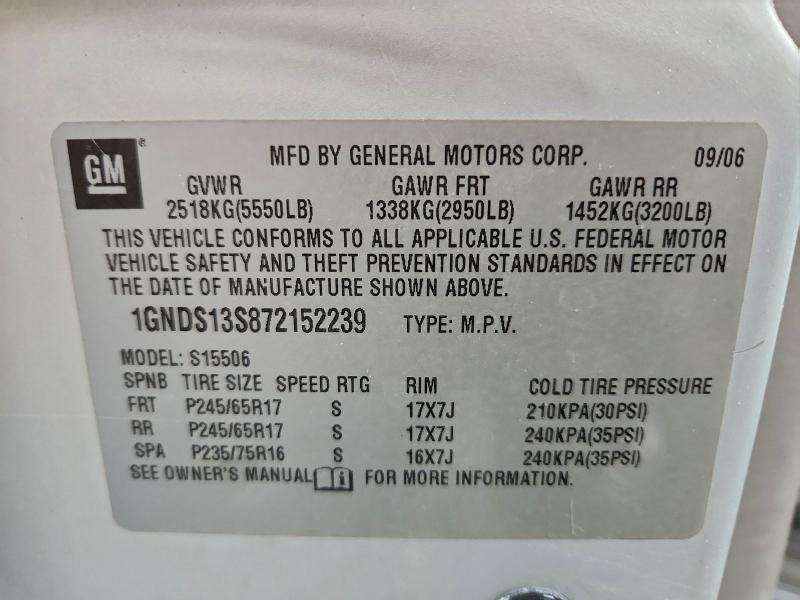 GM® MFD BY GENERAL MOTORS CORP. 09/06
GVWR GAWR FRT GAWR RR
2518KG(5550LB) 1338KG(2950LB) 1452KG(3200LB)
THIS VEHICLE CONFORMS TO ALL APPLICABLE U.S. FEDERAL MOTOR
VEHICLE SAFETY AND THEFT PREVENTION STANDARDS IN EFFECT ON
THE DATE OF MANUFACTURE SHOWN ABOVE.
1GNDS13S872152239 TYPE: M.P.V.
MODEL: S15506
SPNB TIRE SIZE SPEED RTG RIM COLD TIRE PRESSURE
FRT P245/65R17 S 17X7J 210KPA(30PSI)
RR P245/65R17 S 17X7J 240KPA(35PSI)
SPA P235/75R16 S 16X7J 240KPA(35PSI)
SEE OWNER'S MANUAL i FOR MORE INFORMATION.